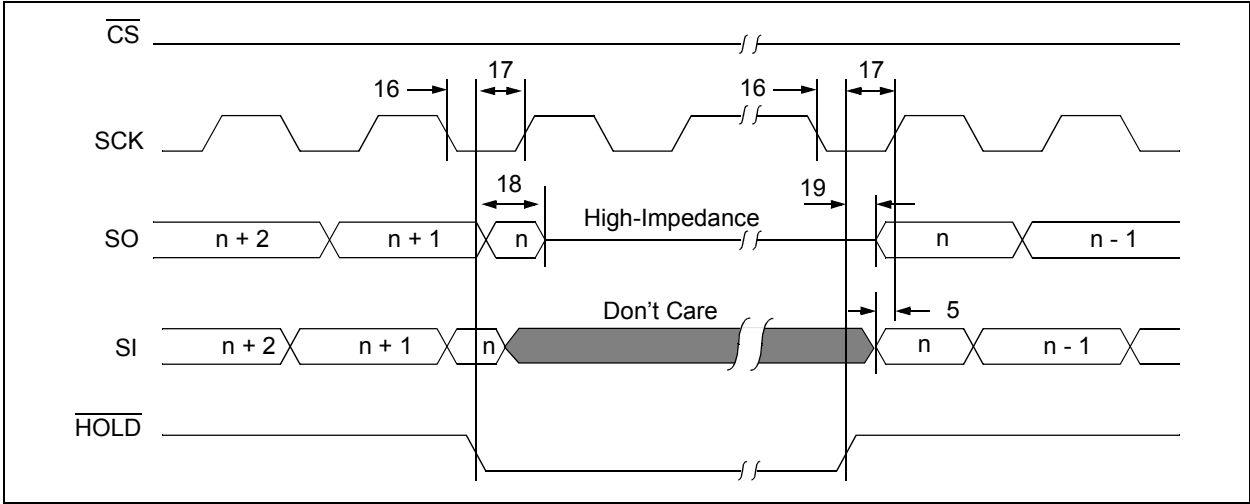 CS
16
17
16
17
SCK
18
19
SO
n + 2
n + 1
n
High-Impedance
n
n - 1
Don't Care
5
SI
n + 2
n + 1
n
n
n - 1
HOLD